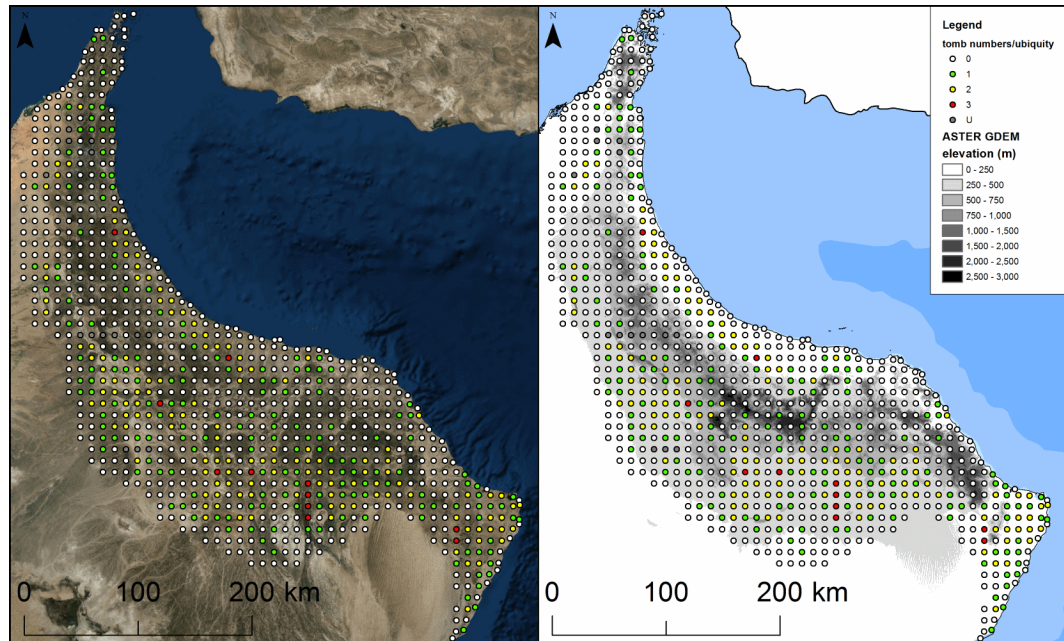 N
0
100
200 km
N
Legend
tomb numbers/ubiquity
0
1
2
3
U
ASTER GDEM
elevation (m)
0 - 250
250 - 500
500 - 750
750 - 1,000
1,000 - 1,500
1,500 - 2,000
2,000 - 2,500
2,500 - 3,000
0
100
200 km